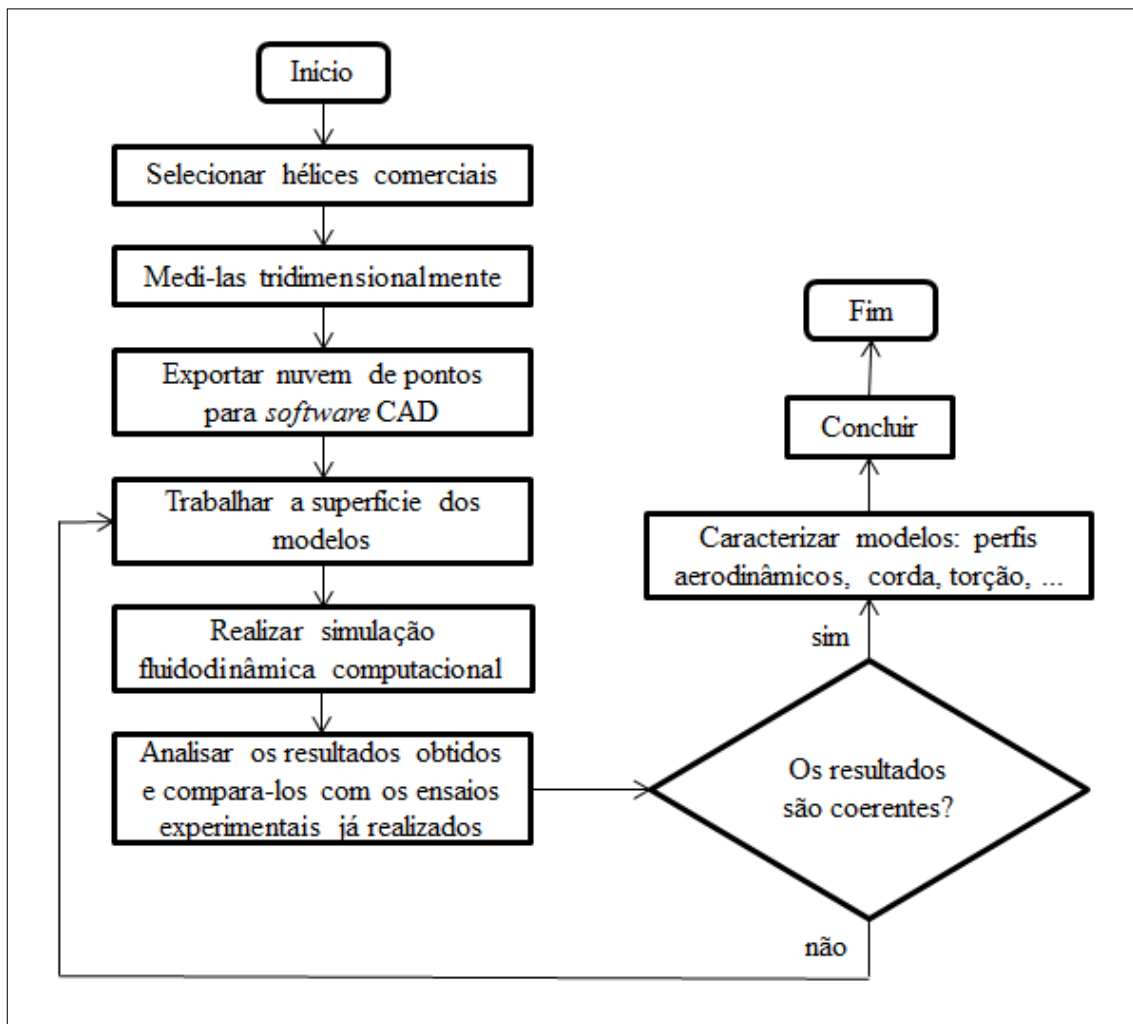 Inicio
Selecionar hélices comerciais
Medi-las tridimensionalmente
Exportar nuvem de pontos
para software CAD
Trabalhar a superfície dos
modelos
Realizar simulação
fluidodinâmica computacional
Analisar os resultados obtidos
e compara-los com os ensaios
experimentais já realizados
Os resultados
são coerentes?
não
sim
Caracterizar modelos: perfis
aerodinâmicos, corda, torção, ...
Concluir
Fim